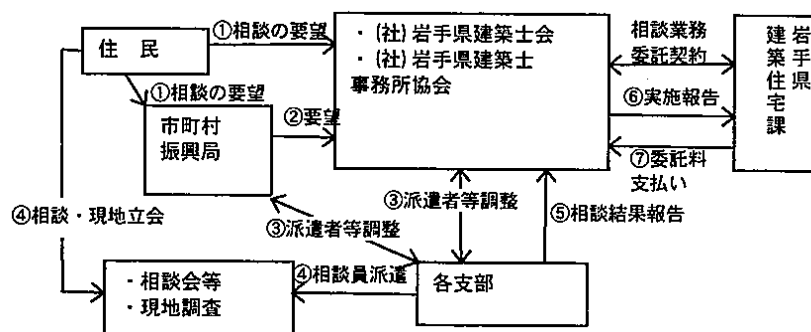 住　民
①相談の要望
・(社)岩手県建築士会
・(社)岩手県建築士
事務所協会
相談業務
委託契約
岩手県
建築住宅課
①相談の要望
②要望
市町村
振興局
⑥実施報告
⑦委託料
支払い
④相談・現地立会
③派遣者等調整
③派遣者等調整
⑤相談結果報告
・相談会等
・現地調査
④相談員派遣
各支部